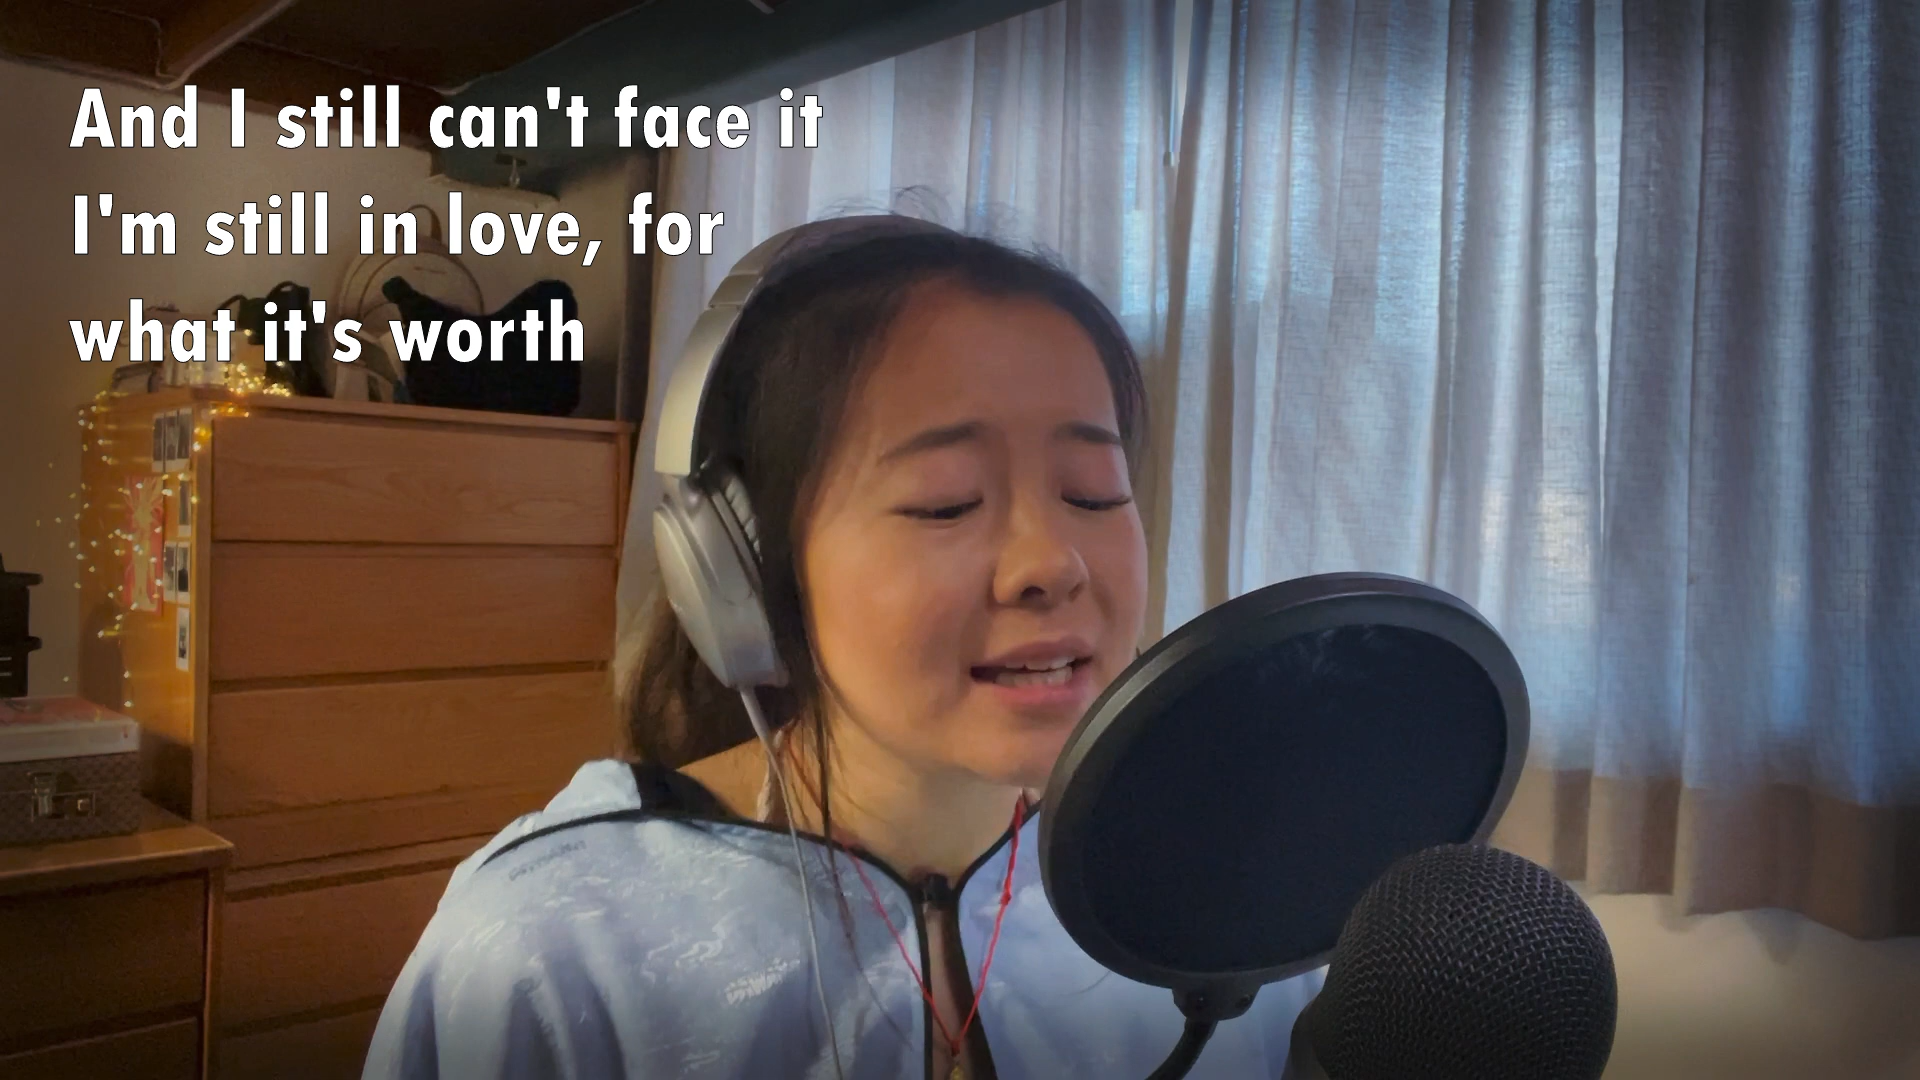 And I still can't face it
I'm still in love, for
what it's worth